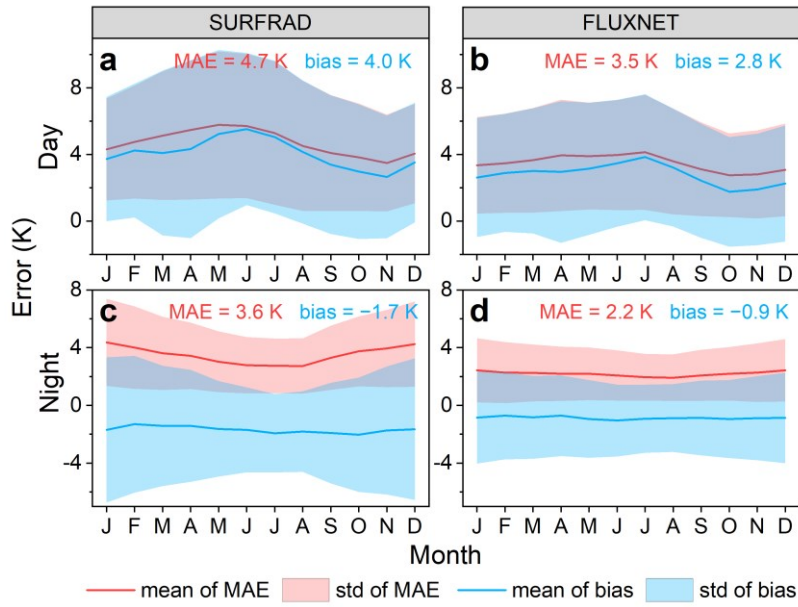 SURFRAD FLUXNET
a MAE = 4.7 K bias = 4.0 K
b MAE = 3.5 K bias = 2.8 K
8
4
0
Day
J F M A M J J A S O N D
J F M A M J J A S O N D
Error (K)
c MAE = 3.6 K bias = −1.7 K
d MAE = 2.2 K bias = −0.9 K
8
4
0
-4
Night
J F M A M J J A S O N D
J F M A M J J A S O N D
Month
mean of MAE std of MAE mean of bias std of bias